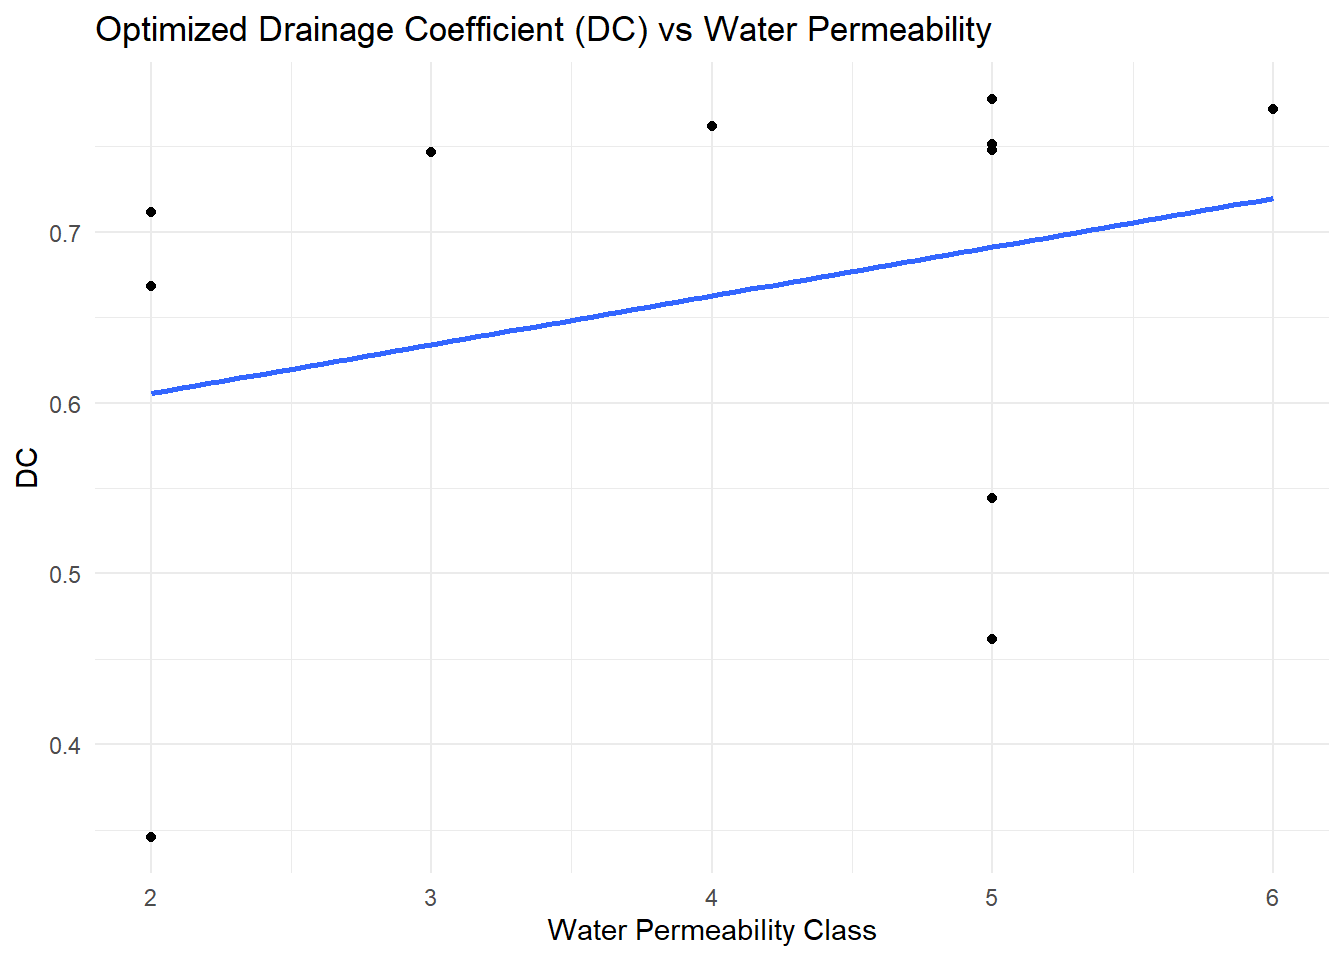 Optimized Drainage Coefficient (DC) vs Water Permeability
DC
0.7
0.6
0.5
0.4
2 3 4 5 6
Water Permeability Class